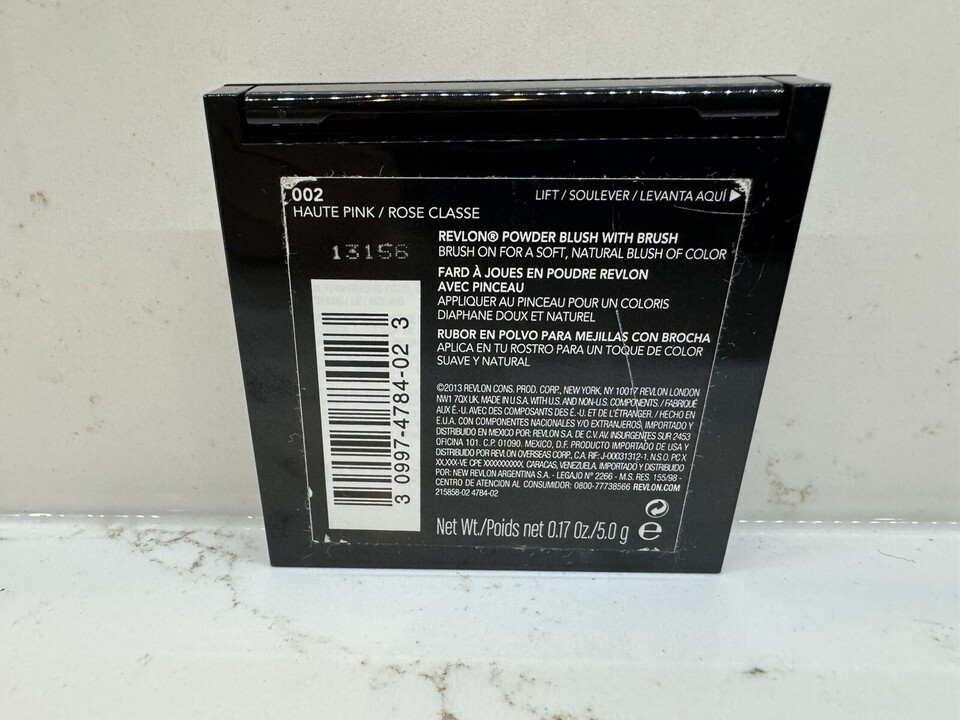 002
HAUTE PINK / ROSE CLASSE
LIFT / SOULEVER / LEVANTA AQUÍ
13156
REVLON® POWDER BLUSH WITH BRUSH
BRUSH ON FOR A SOFT, NATURAL BLUSH OF COLOR
FARD À JOUES EN POUDRE REVLON
AVEC PINCEAU
APPLIQUER AU PINCEAU POUR UN COLORIS
DIAPHANE DOUX ET NATUREL
RUBOR EN POLVO PARA MEJILLAS CON BROCHA
APLICA EN TU ROSTRO PARA UN TOQUE DE COLOR
SUAVE Y NATURAL
©2013 REVLON CONS. PROD. CORP., NEW YORK, NY 10017 REVLON LONDON
NW1 7QX UK. MADE IN U.S.A. WITH U.S. AND NON-U.S. COMPONENTS. / FABRIQUÉ
AUX É.-U. AVEC DES COMPOSANTS DES É.-U. ET DE L'ÉTRANGER. / HECHO EN
E.U.A. CON COMPONENTES NACIONALES Y/O EXTRANJEROS, IMPORTADO Y
DISTRIBUIDO EN MEXICO POR: REVLON S.A. DE C.V. AV. INSURGENTES SUR 2453
OFICINA 101. C.P. 01090. MEXICO, D.F. PRODUCTO IMPORTADO DE USA Y
DISTRIBUIDO POR REVLON OVERSEAS CORP., C.A. RIF: J-00031312-1. N.S.O. PC.X
XX.XXX-VE CPE XXXXXXXXXX, CARACAS, VENEZUELA. IMPORTADO Y DISTRIBUIDO
POR: NEW REVLON ARGENTINA S.A. - LEGAJO N° 2266 - M.S. RES. 155/98 -
CENTRO DE ATENCION AL CONSUMIDOR: 0800-77738566 REVLON.COM
215858-02 4784-02
3 0997-4784-02 3
Net Wt./Poids net 0.17 Oz./5.0 g e